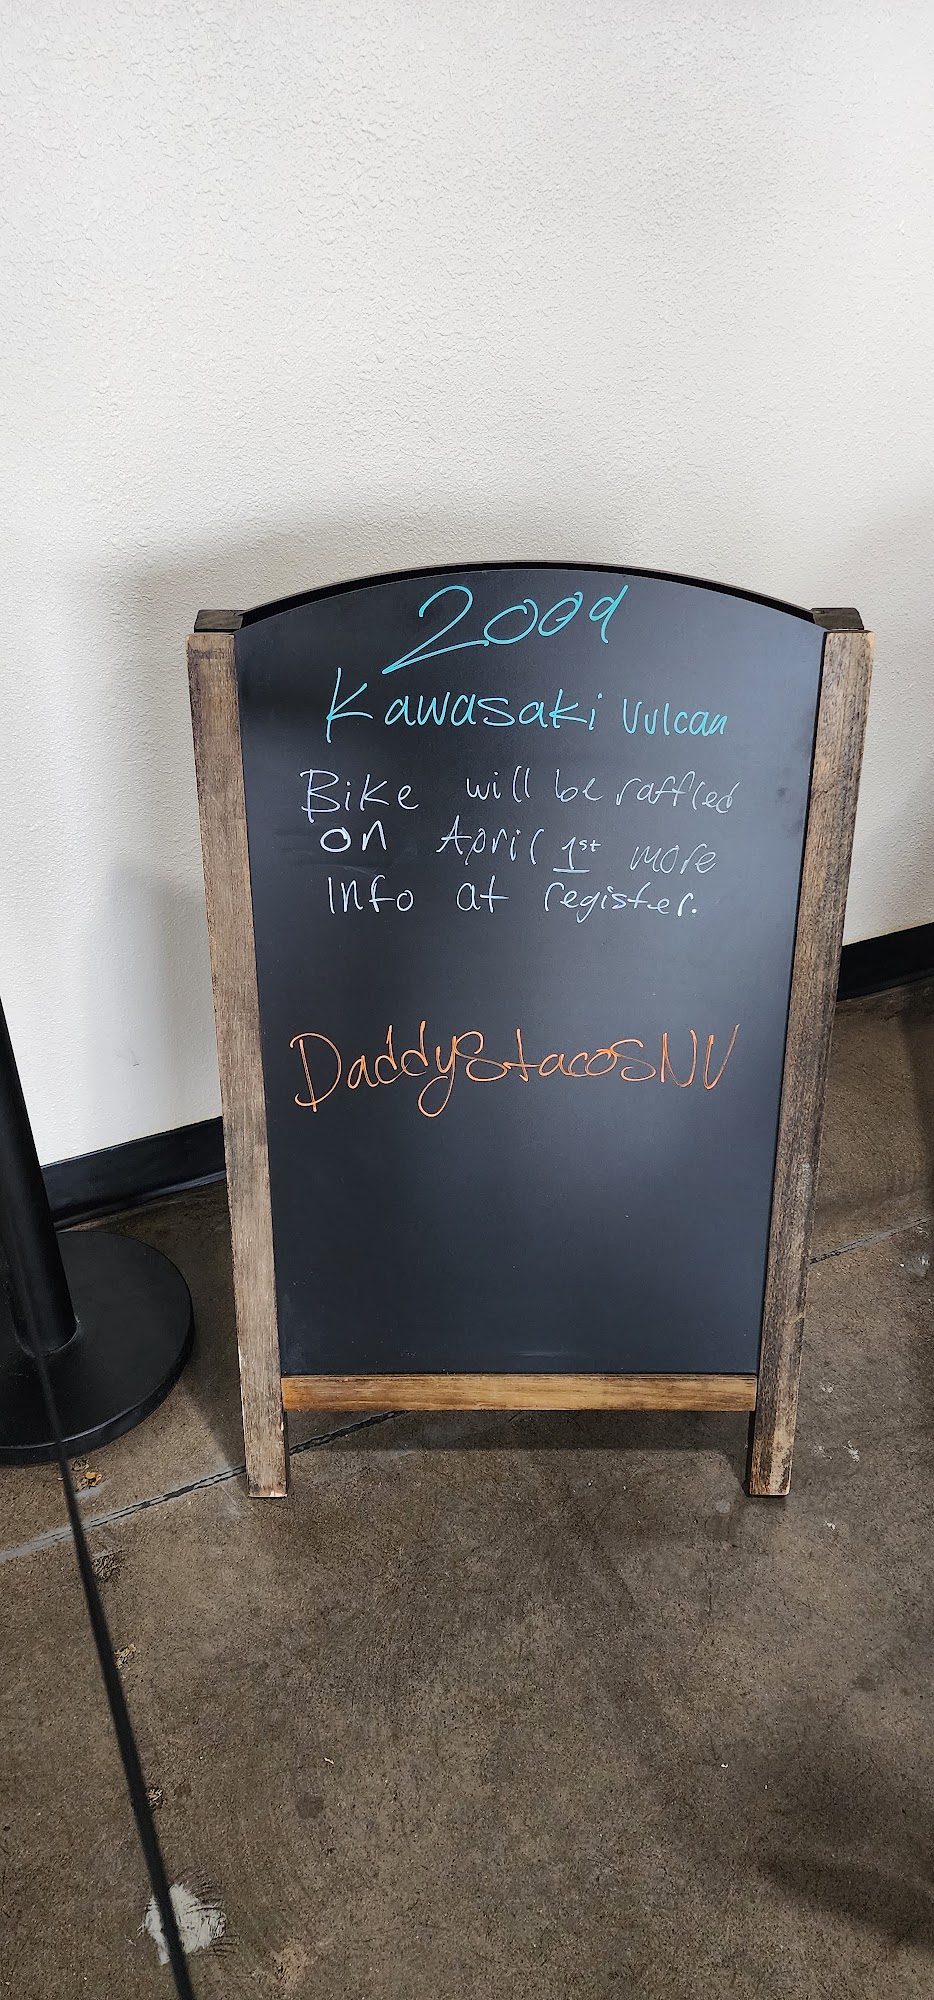 2009
Kawasaki Vulcan
Bike will be raffled
on April 1st more
Info at register.
DaddystacosNV